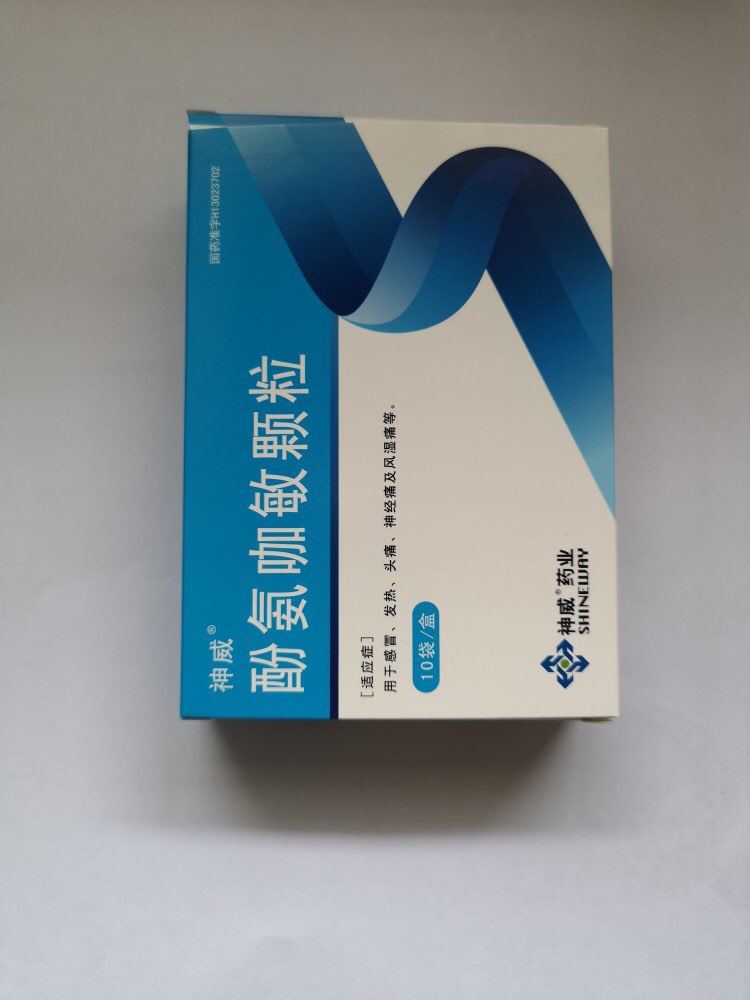 国药准字H13023702
神威®
酚氨咖敏颗粒
[适应症]
用于感冒、发热、头痛、神经痛及风湿痛等。
10袋/盒
神威®药业
SHINEWAY